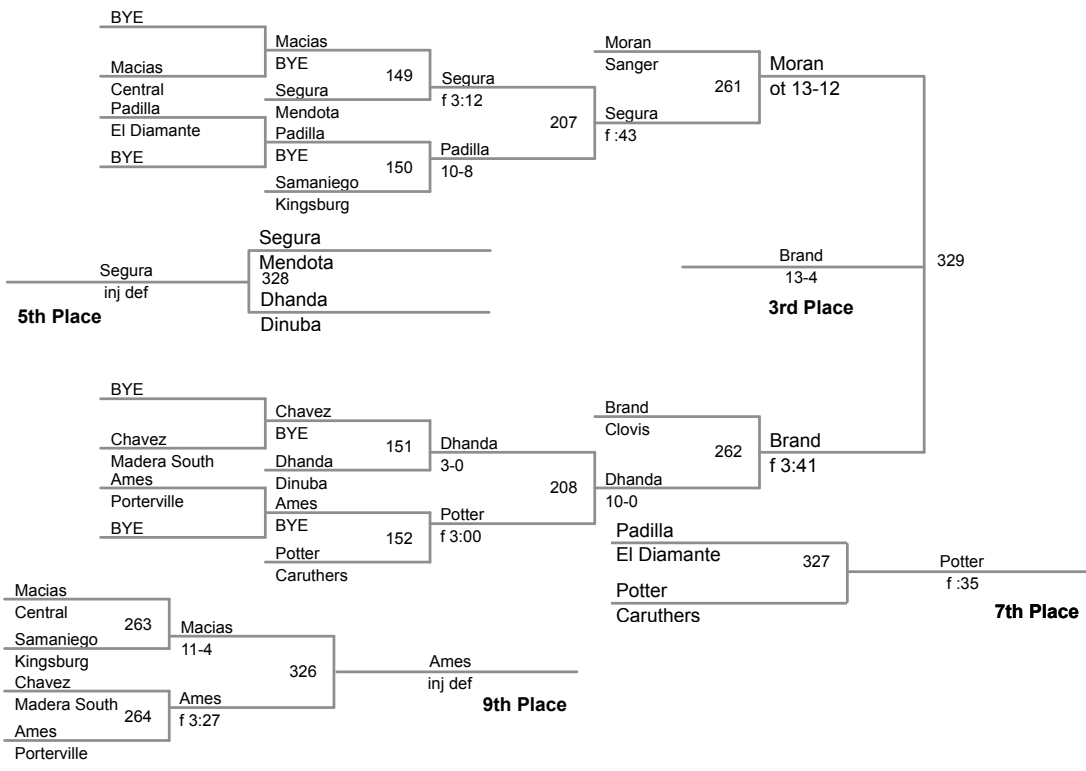 BYE
Macias
Central
Padilla
El Diamante
BYE
Macias
BYE
149
Segura
Mendota
Padilla
BYE
150
Samaniego
Kingsburg
Segura
f 3:12
207
Padilla
10-8
Moran
Sanger
261
Segura
f :43
Moran
ot 13-12
Segura
Mendota
328
Dhanda
Dinuba
Segura
inj def
5th Place
Brand
13-4
3rd Place
329
BYE
Chavez
Madera South
Ames
Porterville
BYE
Chavez
BYE
151
Dhanda
Dinuba
Ames
BYE
152
Potter
Caruthers
Dhanda
3-0
208
Potter
f 3:00
Brand
Clovis
262
Dhanda
10-0
Brand
f 3:41
Padilla
El Diamante
327
Potter
Caruthers
Potter
f :35
7th Place
Macias
Central
263
Samaniego
Kingsburg
Chavez
Madera South
264
Ames
Porterville
Macias
11-4
326
Ames
f 3:27
Ames
inj def
9th Place